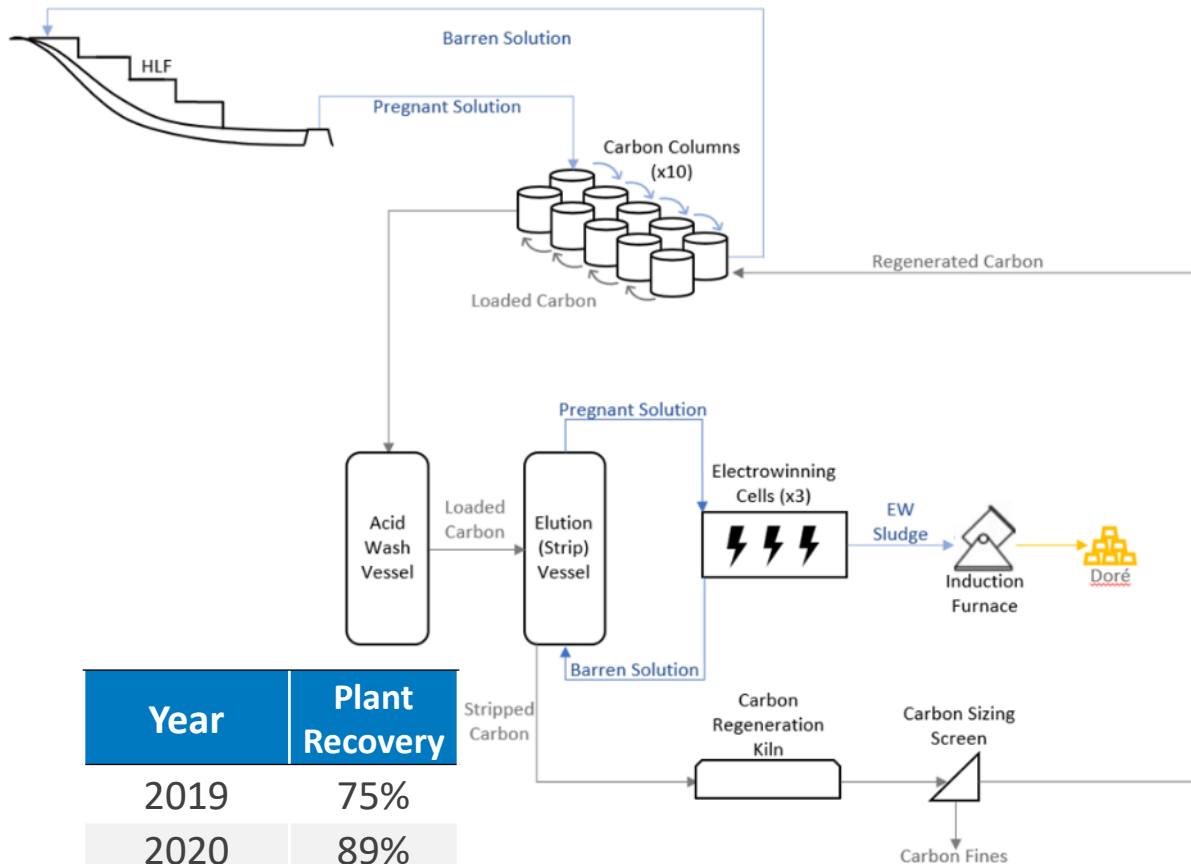 Barren Solution
HLF
Pregnant Solution
Carbon Columns
(x10)
Regenerated Carbon
Loaded Carbon
Pregnant Solution
Electrowinning
Cells (x3)
Acid
Wash
Vessel
Loaded
Carbon
Elution
(Strip)
Vessel
EW
Sludge
Induction
Furnace
Doré
Barren Solution
Stripped
Carbon
Carbon
Regeneration
Kiln
Carbon Sizing
Screen
Carbon Fines
Year Plant Recovery
2019 75%
2020 89%